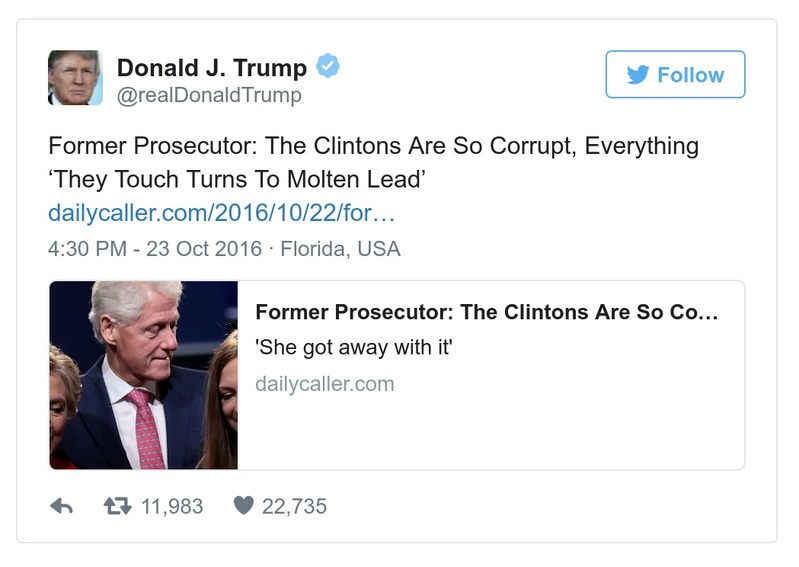 Donald J. Trump
@realDonaldTrump
Follow
Former Prosecutor: The Clintons Are So Corrupt, Everything
‘They Touch Turns To Molten Lead’
dailycaller.com/2016/10/22/for…
4:30 PM - 23 Oct 2016 · Florida, USA
Former Prosecutor: The Clintons Are So Co…
'She got away with it'
dailycaller.com
11,983 22,735